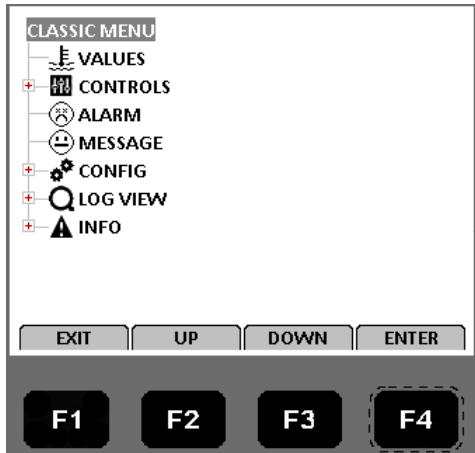 CLASSIC MENU
VALUES
CONTROLS
ALARM
MESSAGE
CONFIG
LOG VIEW
INFO
EXIT UP DOWN ENTER
F1 F2 F3 F4